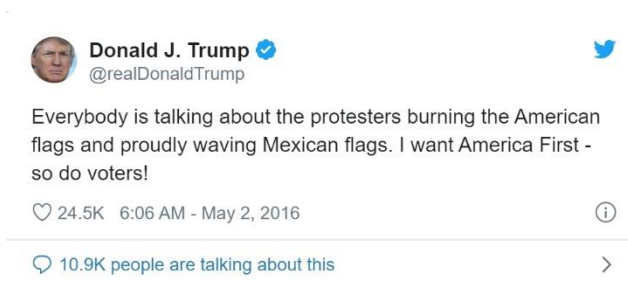 Donald J. Trump
@realDonaldTrump
Everybody is talking about the protesters burning the American
flags and proudly waving Mexican flags. I want America First -
so do voters!
24.5K 6:06 AM - May 2, 2016
10.9K people are talking about this